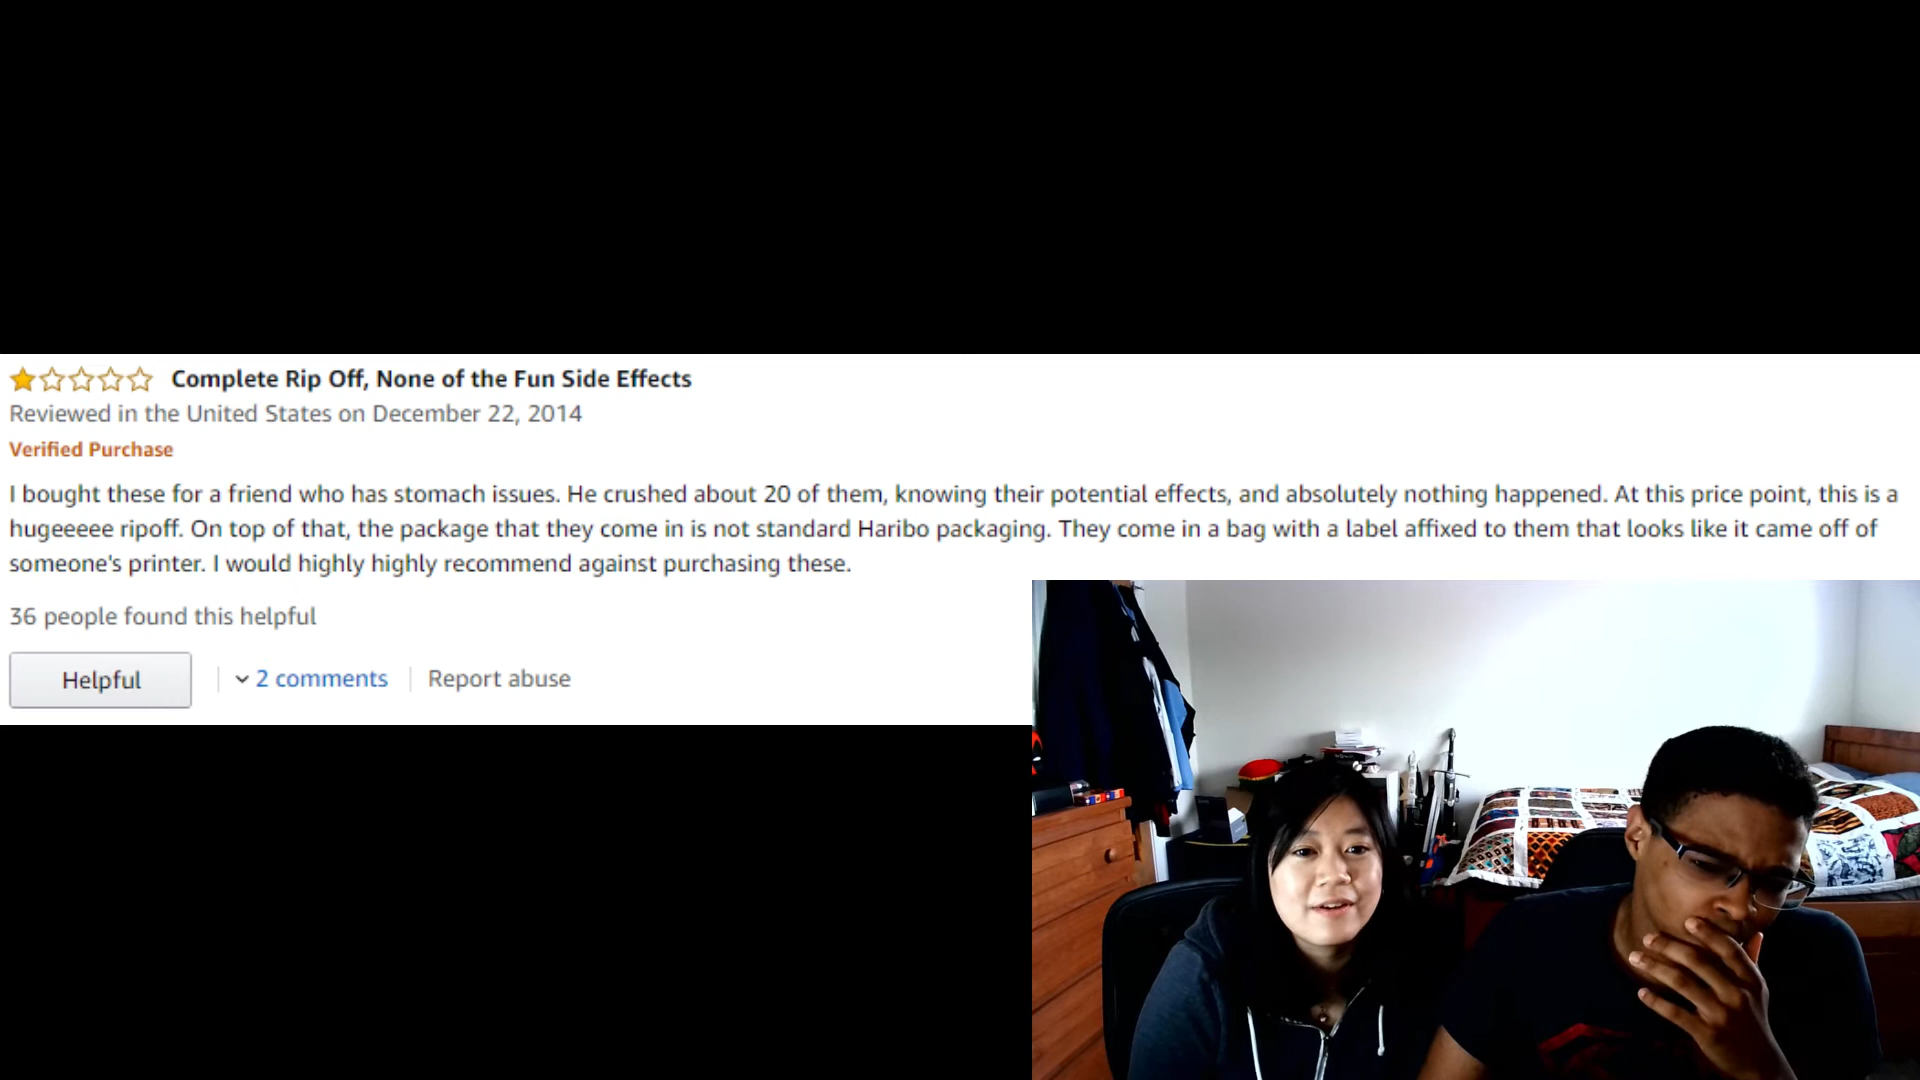 Complete Rip Off, None of the Fun Side Effects
Reviewed in the United States on December 22, 2014
Verified Purchase
I bought these for a friend who has stomach issues. He crushed about 20 of them, knowing their potential effects, and absolutely nothing happened. At this price point, this is a
hugeeeee ripoff. On top of that, the package that they come in is not standard Haribo packaging. They come in a bag with a label affixed to them that looks like it came off of
someone's printer. I would highly highly recommend against purchasing these.
36 people found this helpful
Helpful
2 comments
Report abuse